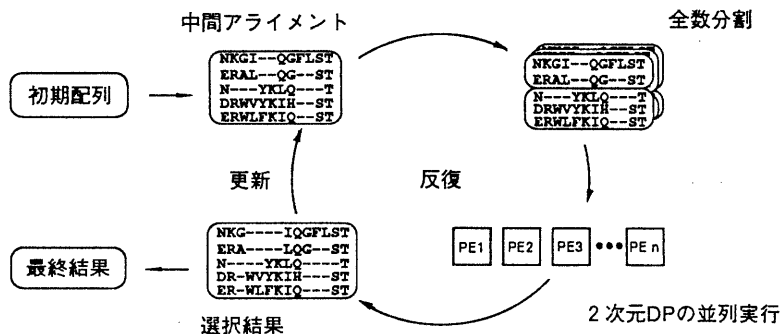 中間アライメント
全数分割
NKGI--QGFLST
ERAL--QG--ST
N---YKLQ---T
DRWVYKIH--ST
ERWLFKIQ--ST
NKGI--QGFLST
ERAL--QG--ST
N---YKLQ---T
DRWVYKIH--ST
ERWLFKIQ--ST
初期配列
更新
反復
NKG----IQGFLST
ERA----LQG--ST
N----YKLQ----T
DR-WVYKIH--ST
ER-WLFKIQ--ST
PE1 PE2 PE3 ••• PE n
最終結果
選択結果
2次元DPの並列実行